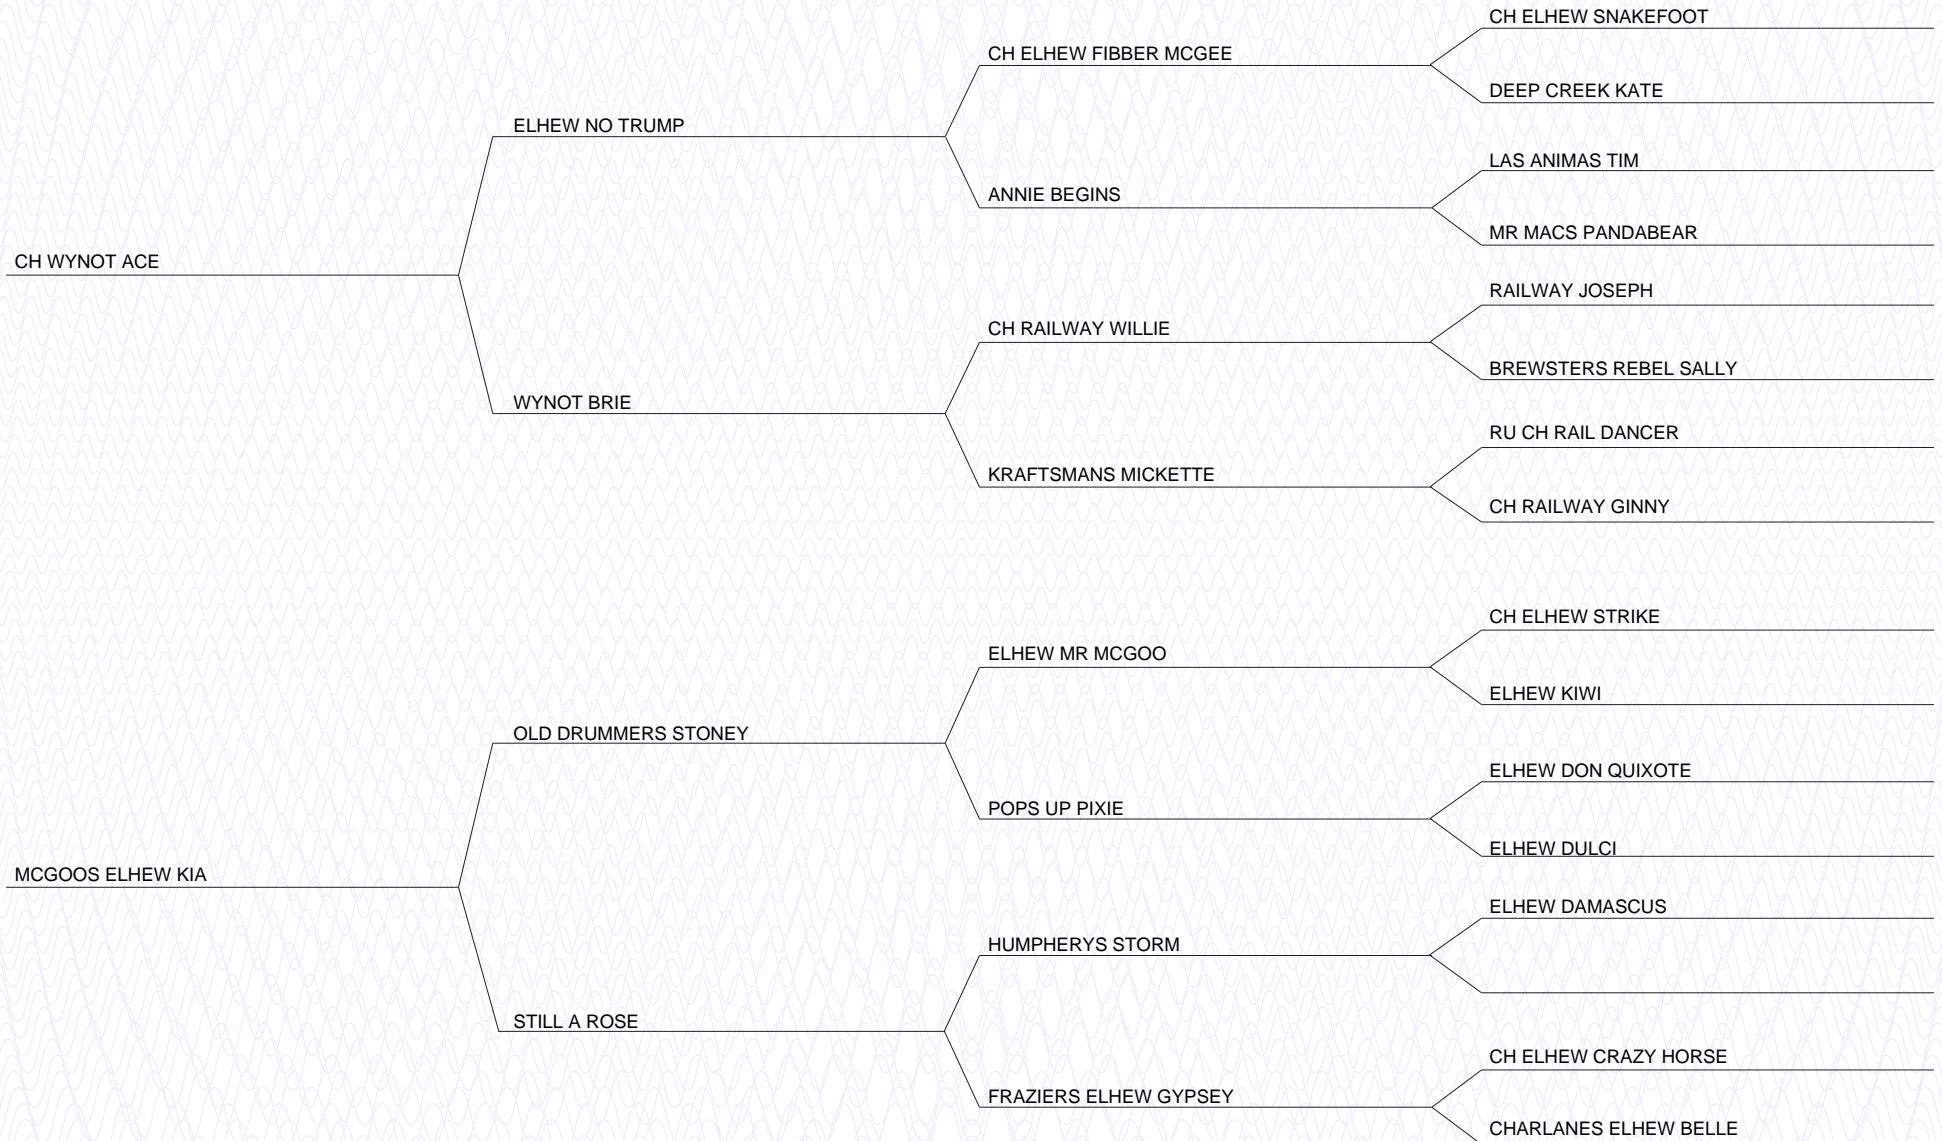 CH ELHEW SNAKEFOOT
CH ELHEW FIBBER MCGEE
DEEP CREEK KATE
ELHEW NO TRUMP
LAS ANIMAS TIM
ANNIE BEGINS
MR MACS PANDABEAR
CH WYNOT ACE
RAILWAY JOSEPH
CH RAILWAY WILLIE
BREWSTERS REBEL SALLY
WYNOT BRIE
RU CH RAIL DANCER
KRAFTSMANS MICKETTE
CH RAILWAY GINNY
CH ELHEW STRIKE
ELHEW MR MCGOO
ELHEW KIWI
OLD DRUMMERS STONEY
ELHEW DON QUIXOTE
POPS UP PIXIE
ELHEW DULCI
MCGOOS ELHEW KIA
ELHEW DAMASCUS
HUMPHERYS STORM
STILL A ROSE
CH ELHEW CRAZY HORSE
FRAZIERS ELHEW GYPSEY
CHARLANES ELHEW BELLE